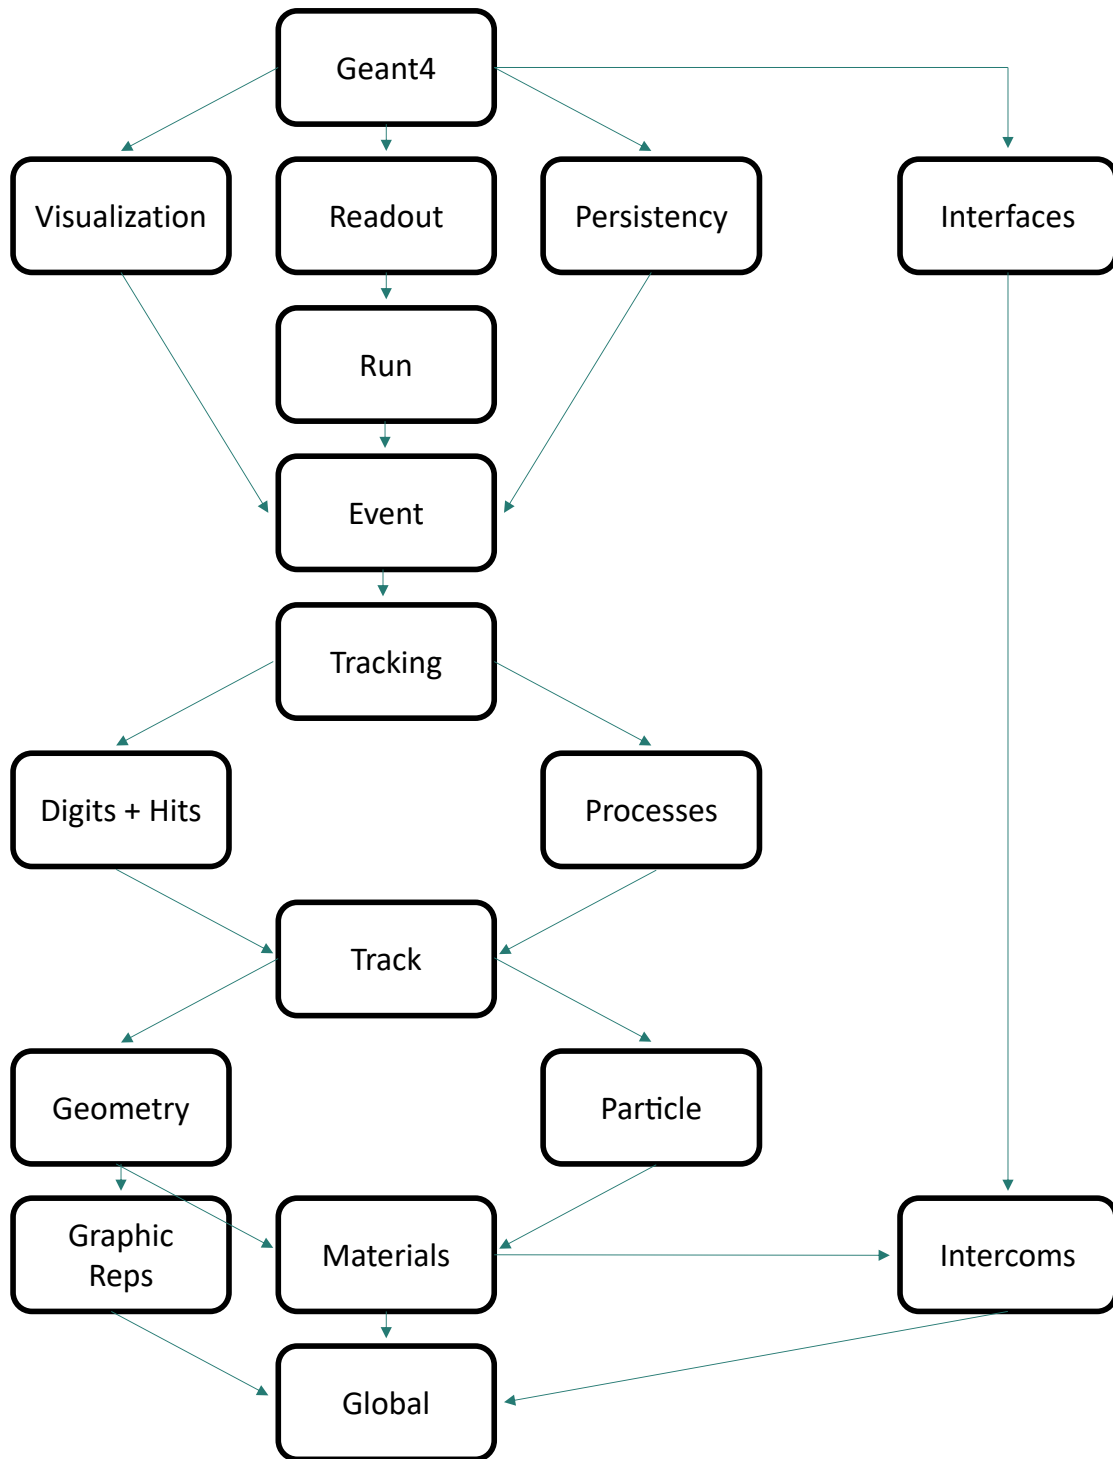 Geant4
Visualization
Readout
Persistency
Interfaces
Run
Event
Tracking
Digits + Hits
Processes
Track
Geometry
Particle
Graphic
Reps
Materials
Intercoms
Global